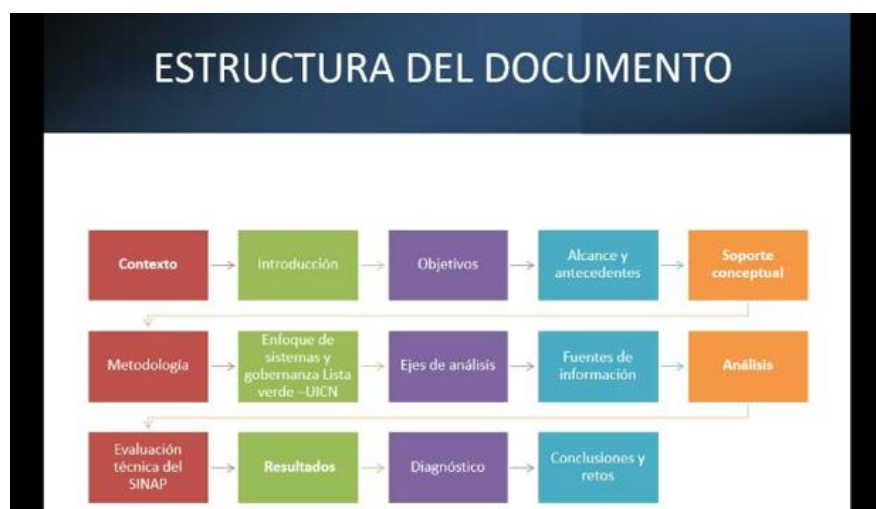 ESTRUCTURA DEL DOCUMENTO
Contexto
Introducción
Objetivos
Alcance y
antecedentes
Soporte
conceptual
Metodología
Enfoque de
sistemas y
gobernanza Lista
verde –UICN
Ejes de análisis
Fuentes de
información
Análisis
Evaluación
técnica del
SINAP
Resultados
Diagnóstico
Conclusiones y
retos